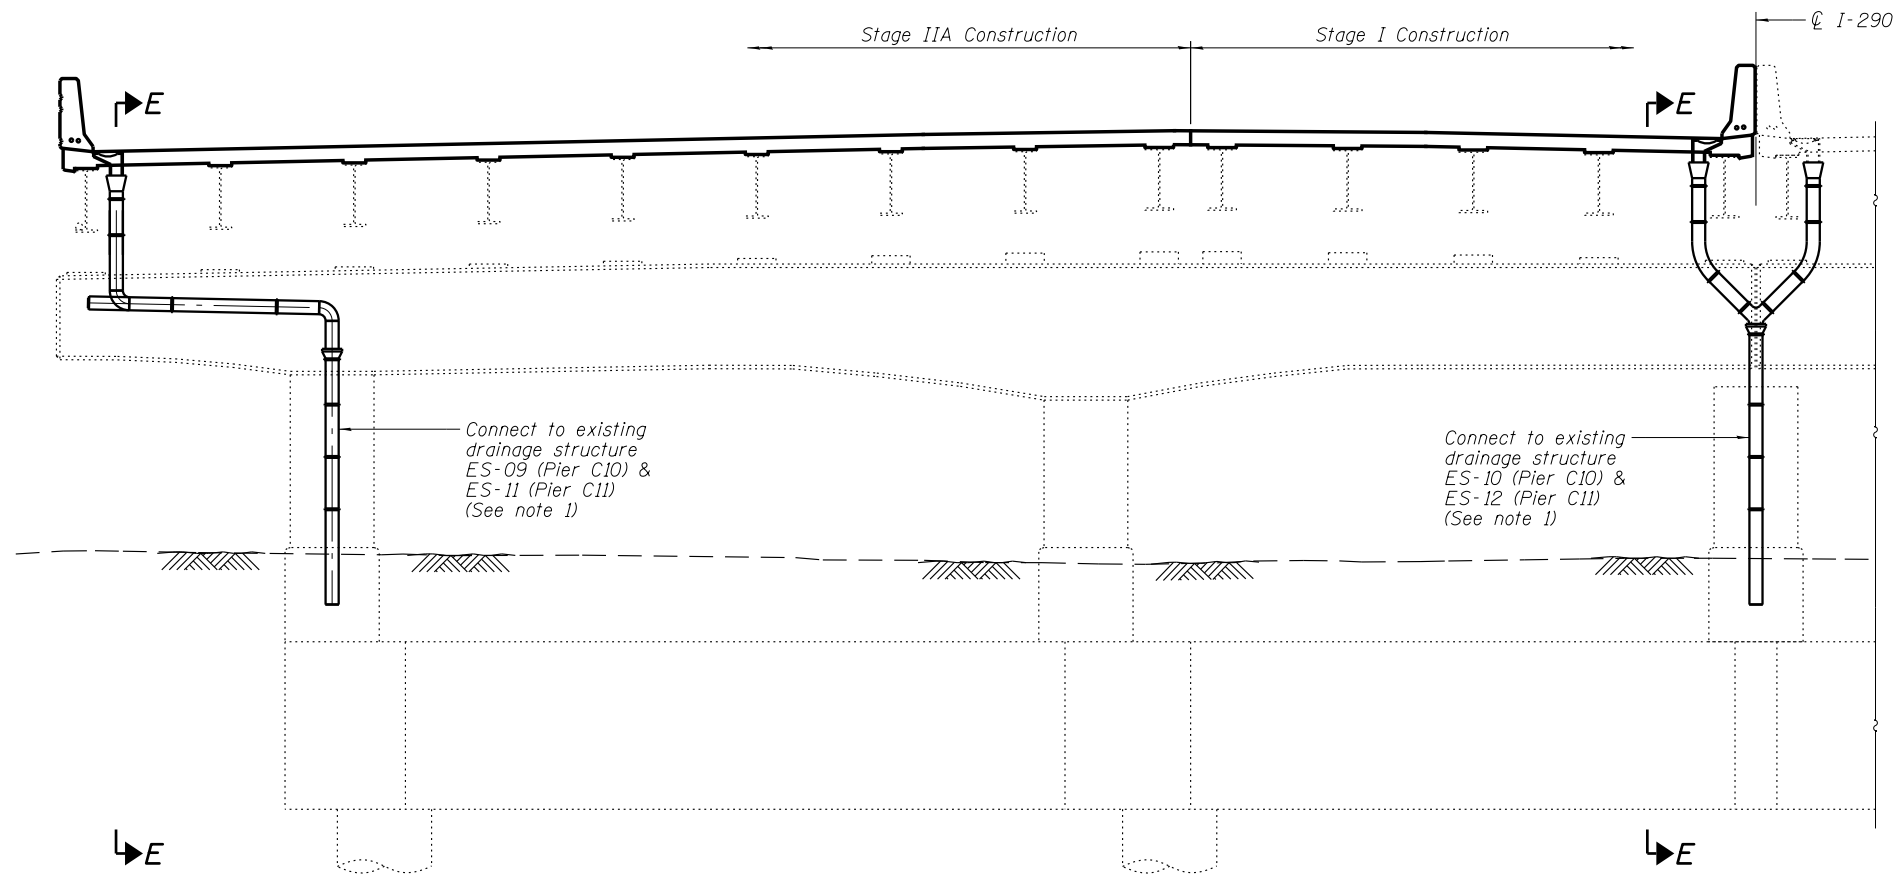 ℄ I-290
Stage IIA Construction
Stage I Construction
E
E
Connect to existing
drainage structure
ES-09 (Pier C10) &
ES-11 (Pier C11)
(See note 1)
Connect to existing
drainage structure
ES-10 (Pier C10) &
ES-12 (Pier C11)
(See note 1)
E
E